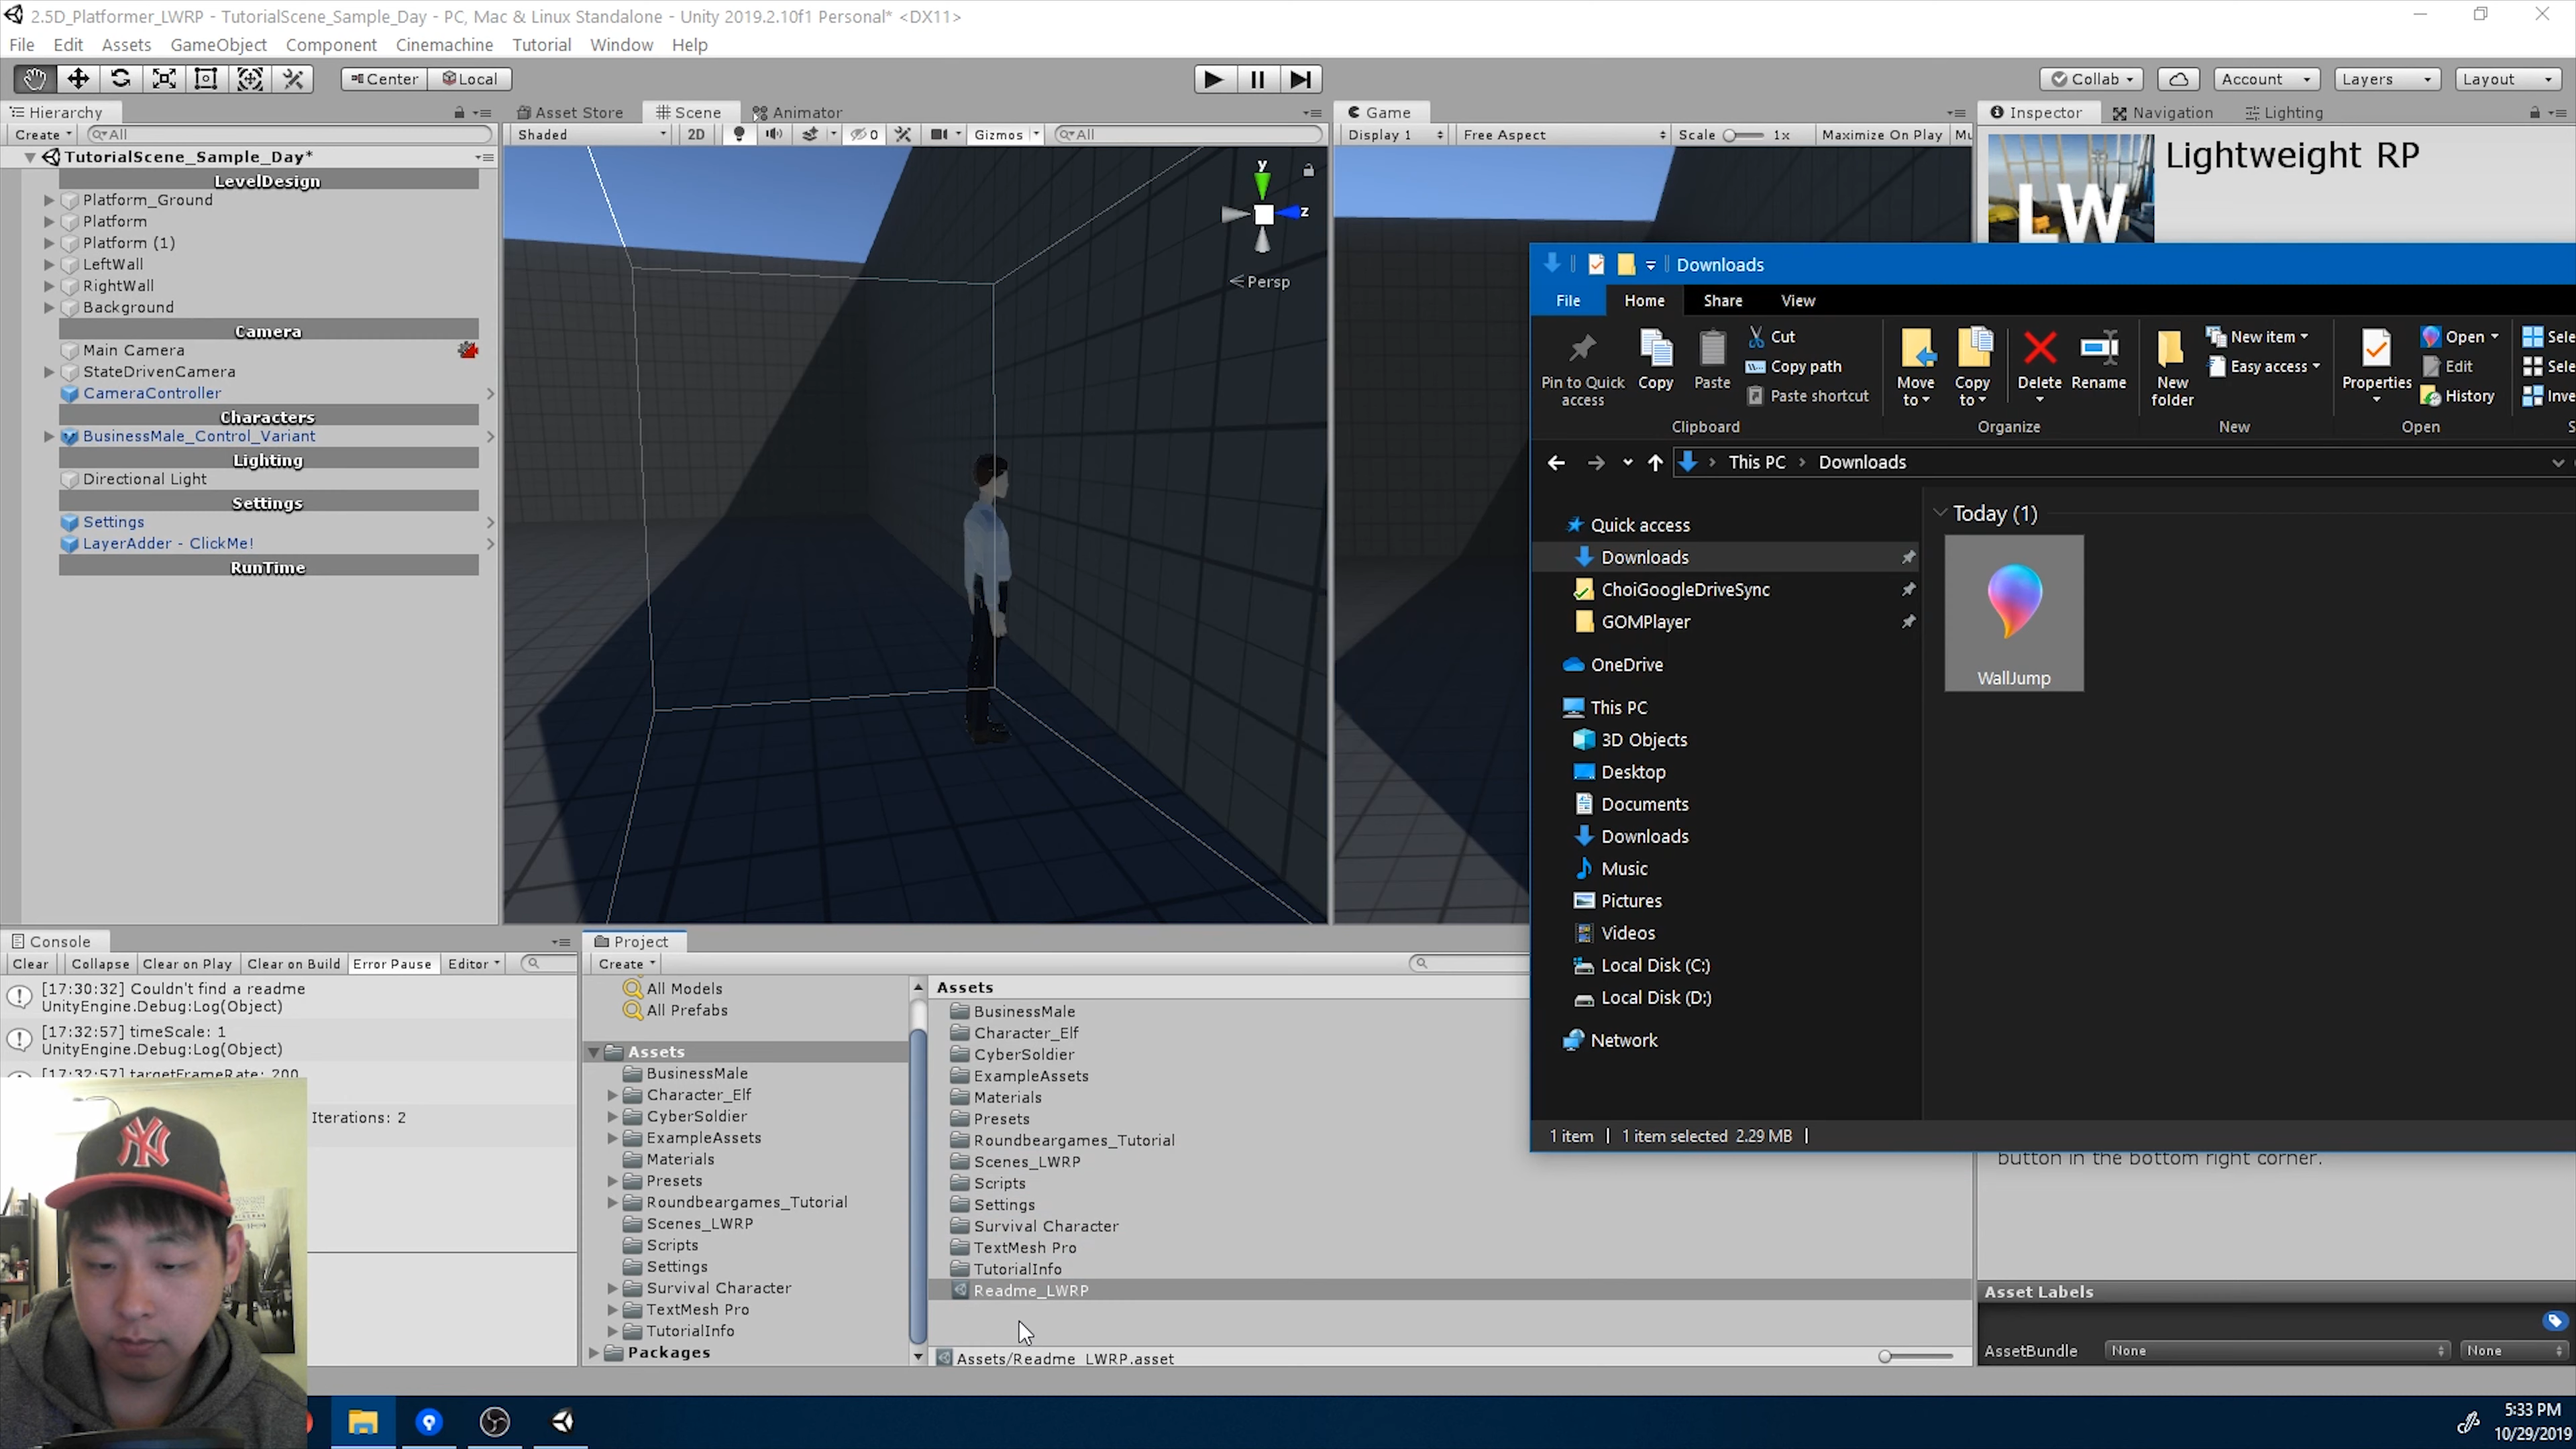 2.5D_Platformer_LWRP - TutorialScene_Sample_Day - PC, Mac & Linux Standalone - Unity 2019.2.10f1 Personal* <DX11>
File Edit Assets GameObject Component Cinemachine Tutorial Window Help
Center Local
Collab Account Layers Layout
Hierarchy
Create All
TutorialScene_Sample_Day*
LevelDesign
Platform_Ground
Platform
Platform (1)
LeftWall
RightWall
Background
Camera
Main Camera
StateDrivenCamera
CameraController
Characters
BusinessMale_Control_Variant
Lighting
Directional Light
Settings
Settings
LayerAdder - ClickMe!
RunTime
Asset Store Scene Animator
Shaded 2D 0 Gizmos All
y
z
Persp
Game
Display 1 Free Aspect Scale 1x Maximize On Play Mu
Inspector Navigation Lighting
LW
Lightweight RP
Downloads
File Home Share View
Pin to Quick access
Copy
Paste
Cut
Copy path
Paste shortcut
Clipboard
Move to
Copy to
Delete
Rename
Organize
New folder
New item
Easy access
New
Properties
Open
Edit
History
Open
Sele
Sele
Inve
S
This PC Downloads
Quick access
Downloads
ChoiGoogleDriveSync
GOMPlayer
OneDrive
This PC
3D Objects
Desktop
Documents
Downloads
Music
Pictures
Videos
Local Disk (C:)
Local Disk (D:)
Network
Today (1)
WallJump
1 item 1 item selected 2.29 MB
button in the bottom right corner.
Asset Labels
AssetBundle None None
Console
Clear Collapse Clear on Play Clear on Build Error Pause Editor
[17:30:32] Couldn't find a readme
UnityEngine.Debug:Log(Object)
[17:32:57] timeScale: 1
UnityEngine.Debug:Log(Object)
[17:32:57] targetFrameRate: 200
Iterations: 2
Project
Create
All Models
All Prefabs
Assets
BusinessMale
Character_Elf
CyberSoldier
ExampleAssets
Materials
Presets
Roundbeargames_Tutorial
Scenes_LWRP
Scripts
Settings
Survival Character
TextMesh Pro
TutorialInfo
Packages
Assets
BusinessMale
Character_Elf
CyberSoldier
ExampleAssets
Materials
Presets
Roundbeargames_Tutorial
Scenes_LWRP
Scripts
Settings
Survival Character
TextMesh Pro
TutorialInfo
Readme_LWRP
Assets/Readme_LWRP.asset
NY
5:33 PM
10/29/2019